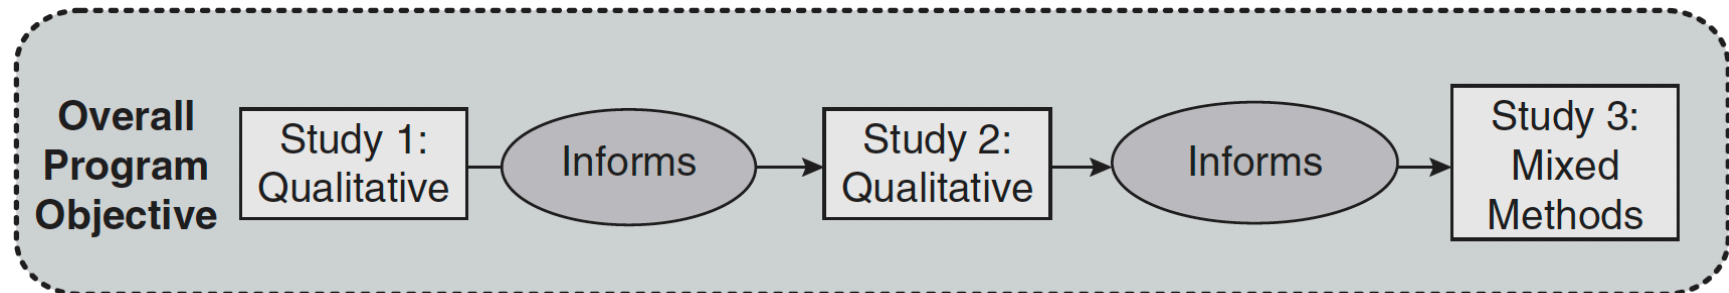 Overall
Program
Objective
Study 1:
Qualitative
Informs
Study 2:
Qualitative
Informs
Study 3:
Mixed
Methods